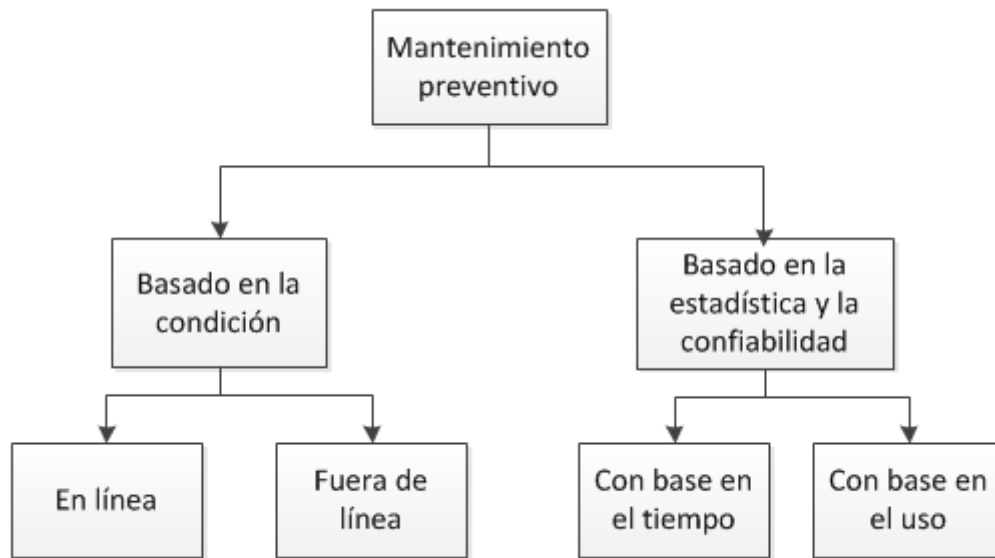 Mantenimiento
preventivo
Basado en la
condición
Basado en la
estadística y la
confiabilidad
En línea
Fuera de
línea
Con base en
el tiempo
Con base en
el uso